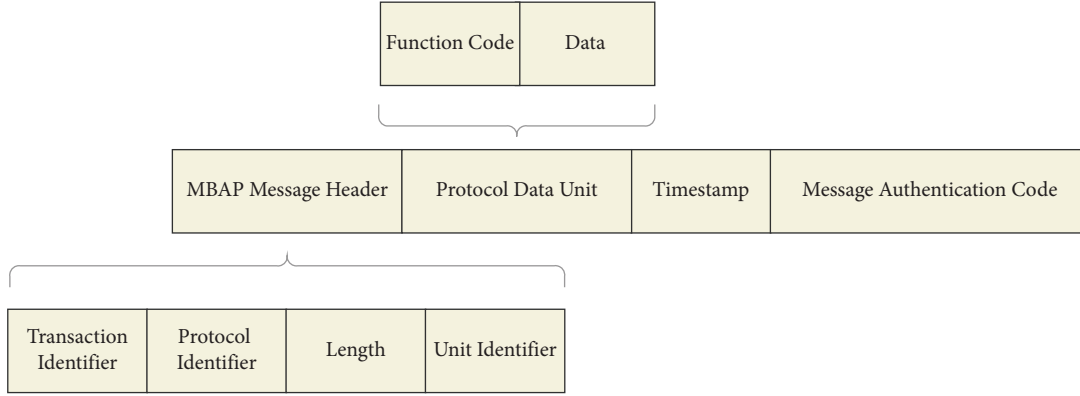 Function Code
Data
MBAP Message Header
Protocol Data Unit
Timestamp
Message Authentication Code
Transaction
Identifier
Protocol
Identifier
Length
Unit Identifier